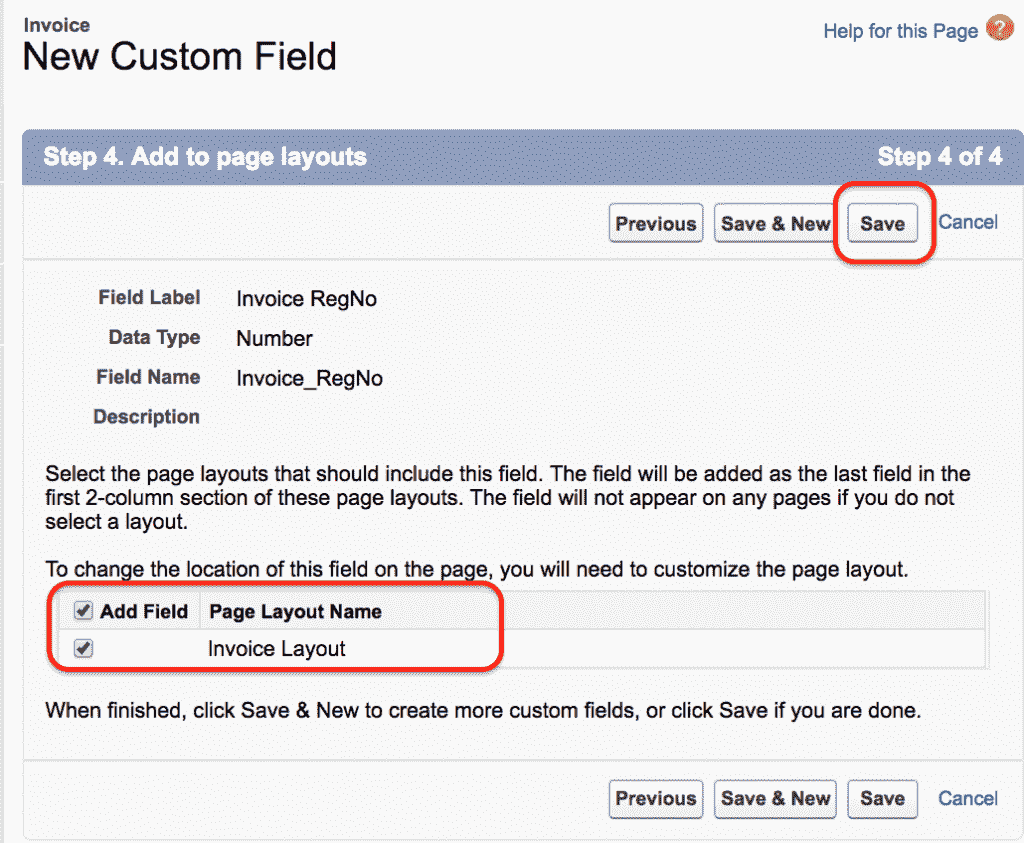 Invoice
New Custom Field
Help for this Page
Step 4. Add to page layouts
Step 4 of 4
Previous
Save & New
Save
Cancel
Field Label Invoice RegNo
Data Type Number
Field Name Invoice_RegNo
Description
Select the page layouts that should include this field. The field will be added as the last field in the
first 2-column section of these page layouts. The field will not appear on any pages if you do not
select a layout.
To change the location of this field on the page, you will need to customize the page layout.
Add Field Page Layout Name
Invoice Layout
When finished, click Save & New to create more custom fields, or click Save if you are done.
Previous
Save & New
Save
Cancel